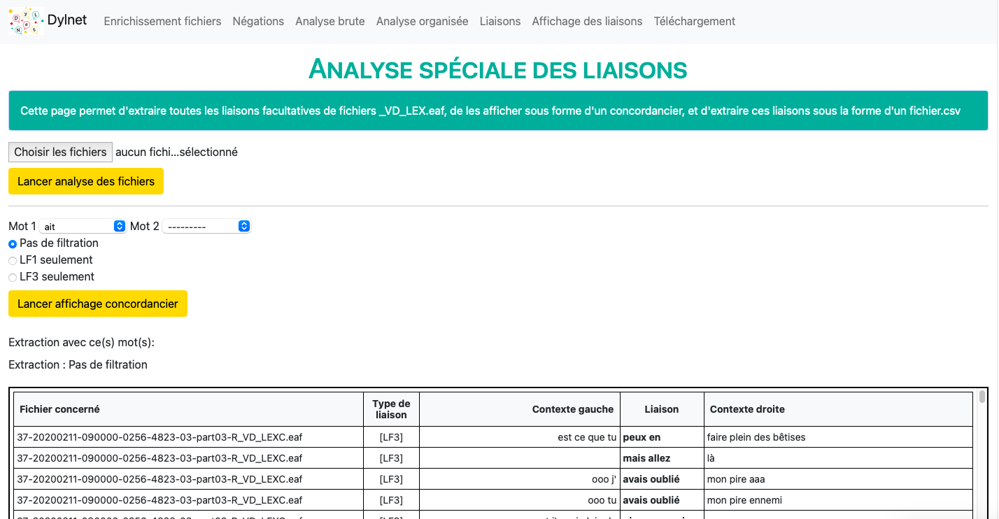 Dylnet Enrichissement fichiers Négations Analyse brute Analyse organisée Liaisons Affichage des liaisons Téléchargement
ANALYSE SPÉCIALE DES LIAISONS
Cette page permet d'extraire toutes les liaisons facultatives de fichiers _VD_LEX.eaf, de les afficher sous forme d'un concordancier, et d'extraire ces liaisons sous la forme d'un fichier.csv
Choisir les fichiers aucun fichi...sélectionné
Lancer analyse des fichiers
Mot 1 ait Mot 2 ---------
Pas de filtration
LF1 seulement
LF3 seulement
Lancer affichage concordancier
Extraction avec ce(s) mot(s):
Extraction : Pas de filtration
Fichier concerné Type de liaison Contexte gauche Liaison Contexte droite
37-20200211-090000-0256-4823-03-part03-R_VD_LEXC.eaf [LF3] est ce que tu peux en faire plein des bêtises
37-20200211-090000-0256-4823-03-part03-R_VD_LEXC.eaf [LF3] mais allez là
37-20200211-090000-0256-4823-03-part03-R_VD_LEXC.eaf [LF3] ooo j' avais oublié mon pire aaa
37-20200211-090000-0256-4823-03-part03-R_VD_LEXC.eaf [LF3] ooo tu avais oublié mon pire ennemi